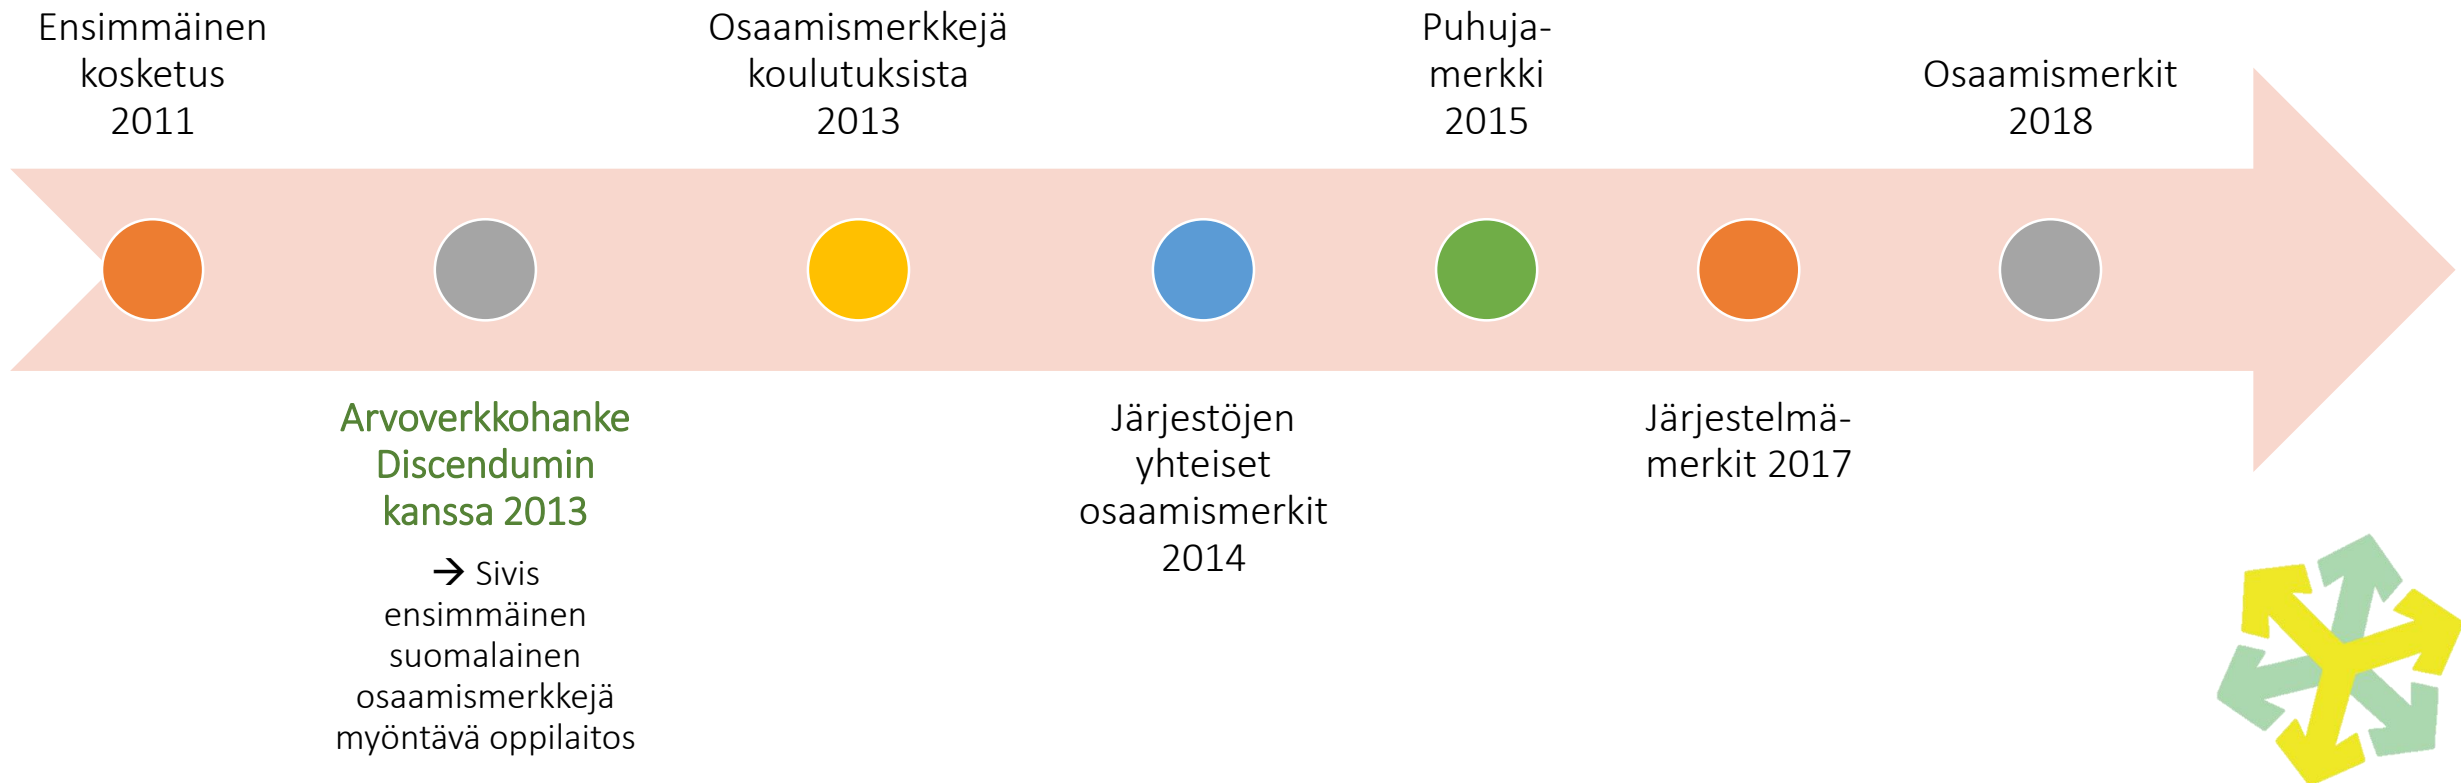 Ensimmäinen
kosketus
2011
Arvoverkkohanke
Discendumin
kanssa 2013
→ Sivis
ensimmäinen
suomalainen
osaamismerkkejä
myöntävä oppilaitos
Osaamismerkkejä
koulutuksista
2013
Järjestöjen
yhteiset
osaamismerkit
2014
Puhuja-
merkki
2015
Järjestelmä-
merkit 2017
Osaamismerkit
2018